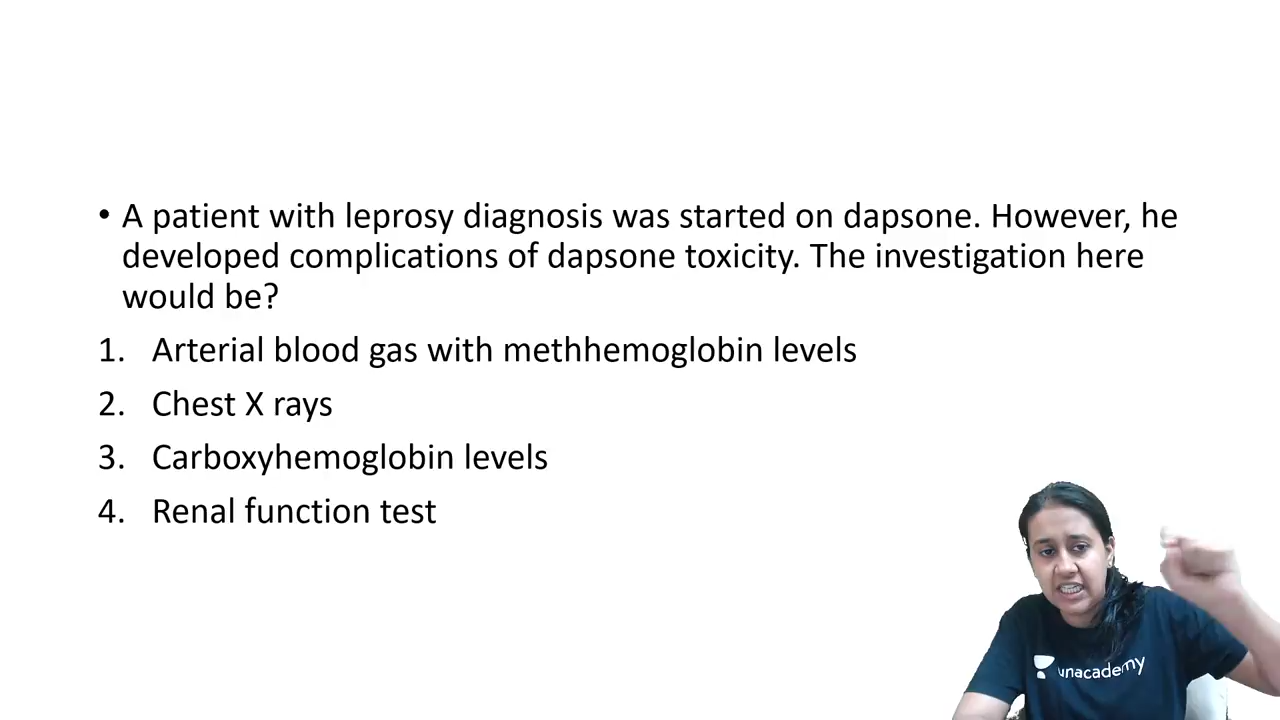 • A patient with leprosy diagnosis was started on dapsone. However, he
developed complications of dapsone toxicity. The investigation here
would be?
1. Arterial blood gas with methhemoglobin levels
2. Chest X rays
3. Carboxyhemoglobin levels
4. Renal function test
unacademy